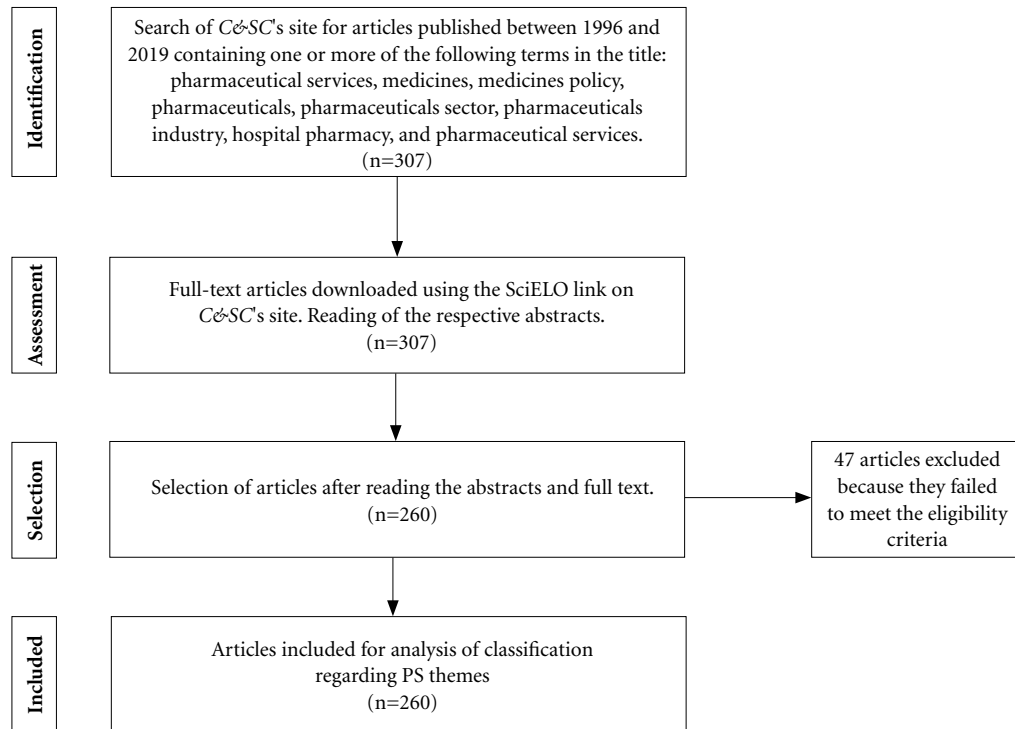 Identification
Search of C&SC's site for articles published between 1996 and
2019 containing one or more of the following terms in the title:
pharmaceutical services, medicines, medicines policy,
pharmaceuticals, pharmaceuticals sector, pharmaceuticals
industry, hospital pharmacy, and pharmaceutical services.
(n=307)
Assessment
Full-text articles downloaded using the SciELO link on
C&SC's site. Reading of the respective abstracts.
(n=307)
Selection
Selection of articles after reading the abstracts and full text.
(n=260)
47 articles excluded
because they failed
to meet the eligibility
criteria
Included
Articles included for analysis of classification
regarding PS themes
(n=260)